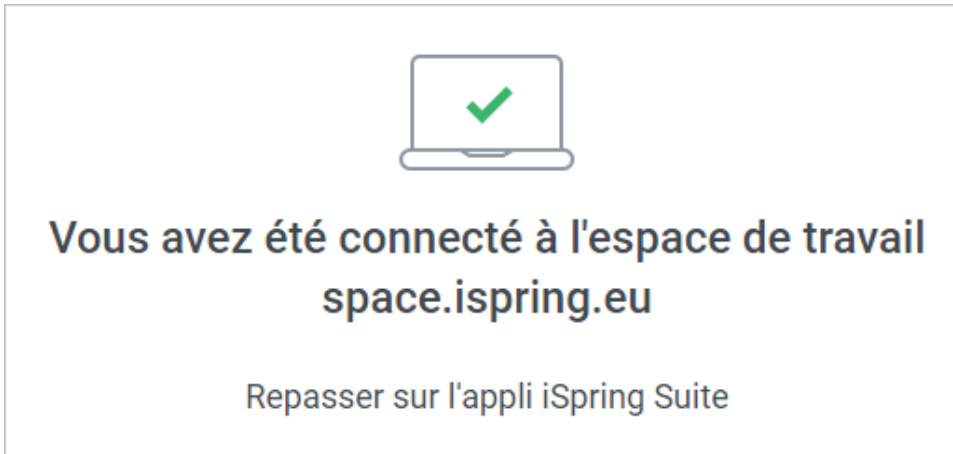 Vous avez été connecté à l'espace de travail
space.ispring.eu
Repasser sur l'appli iSpring Suite